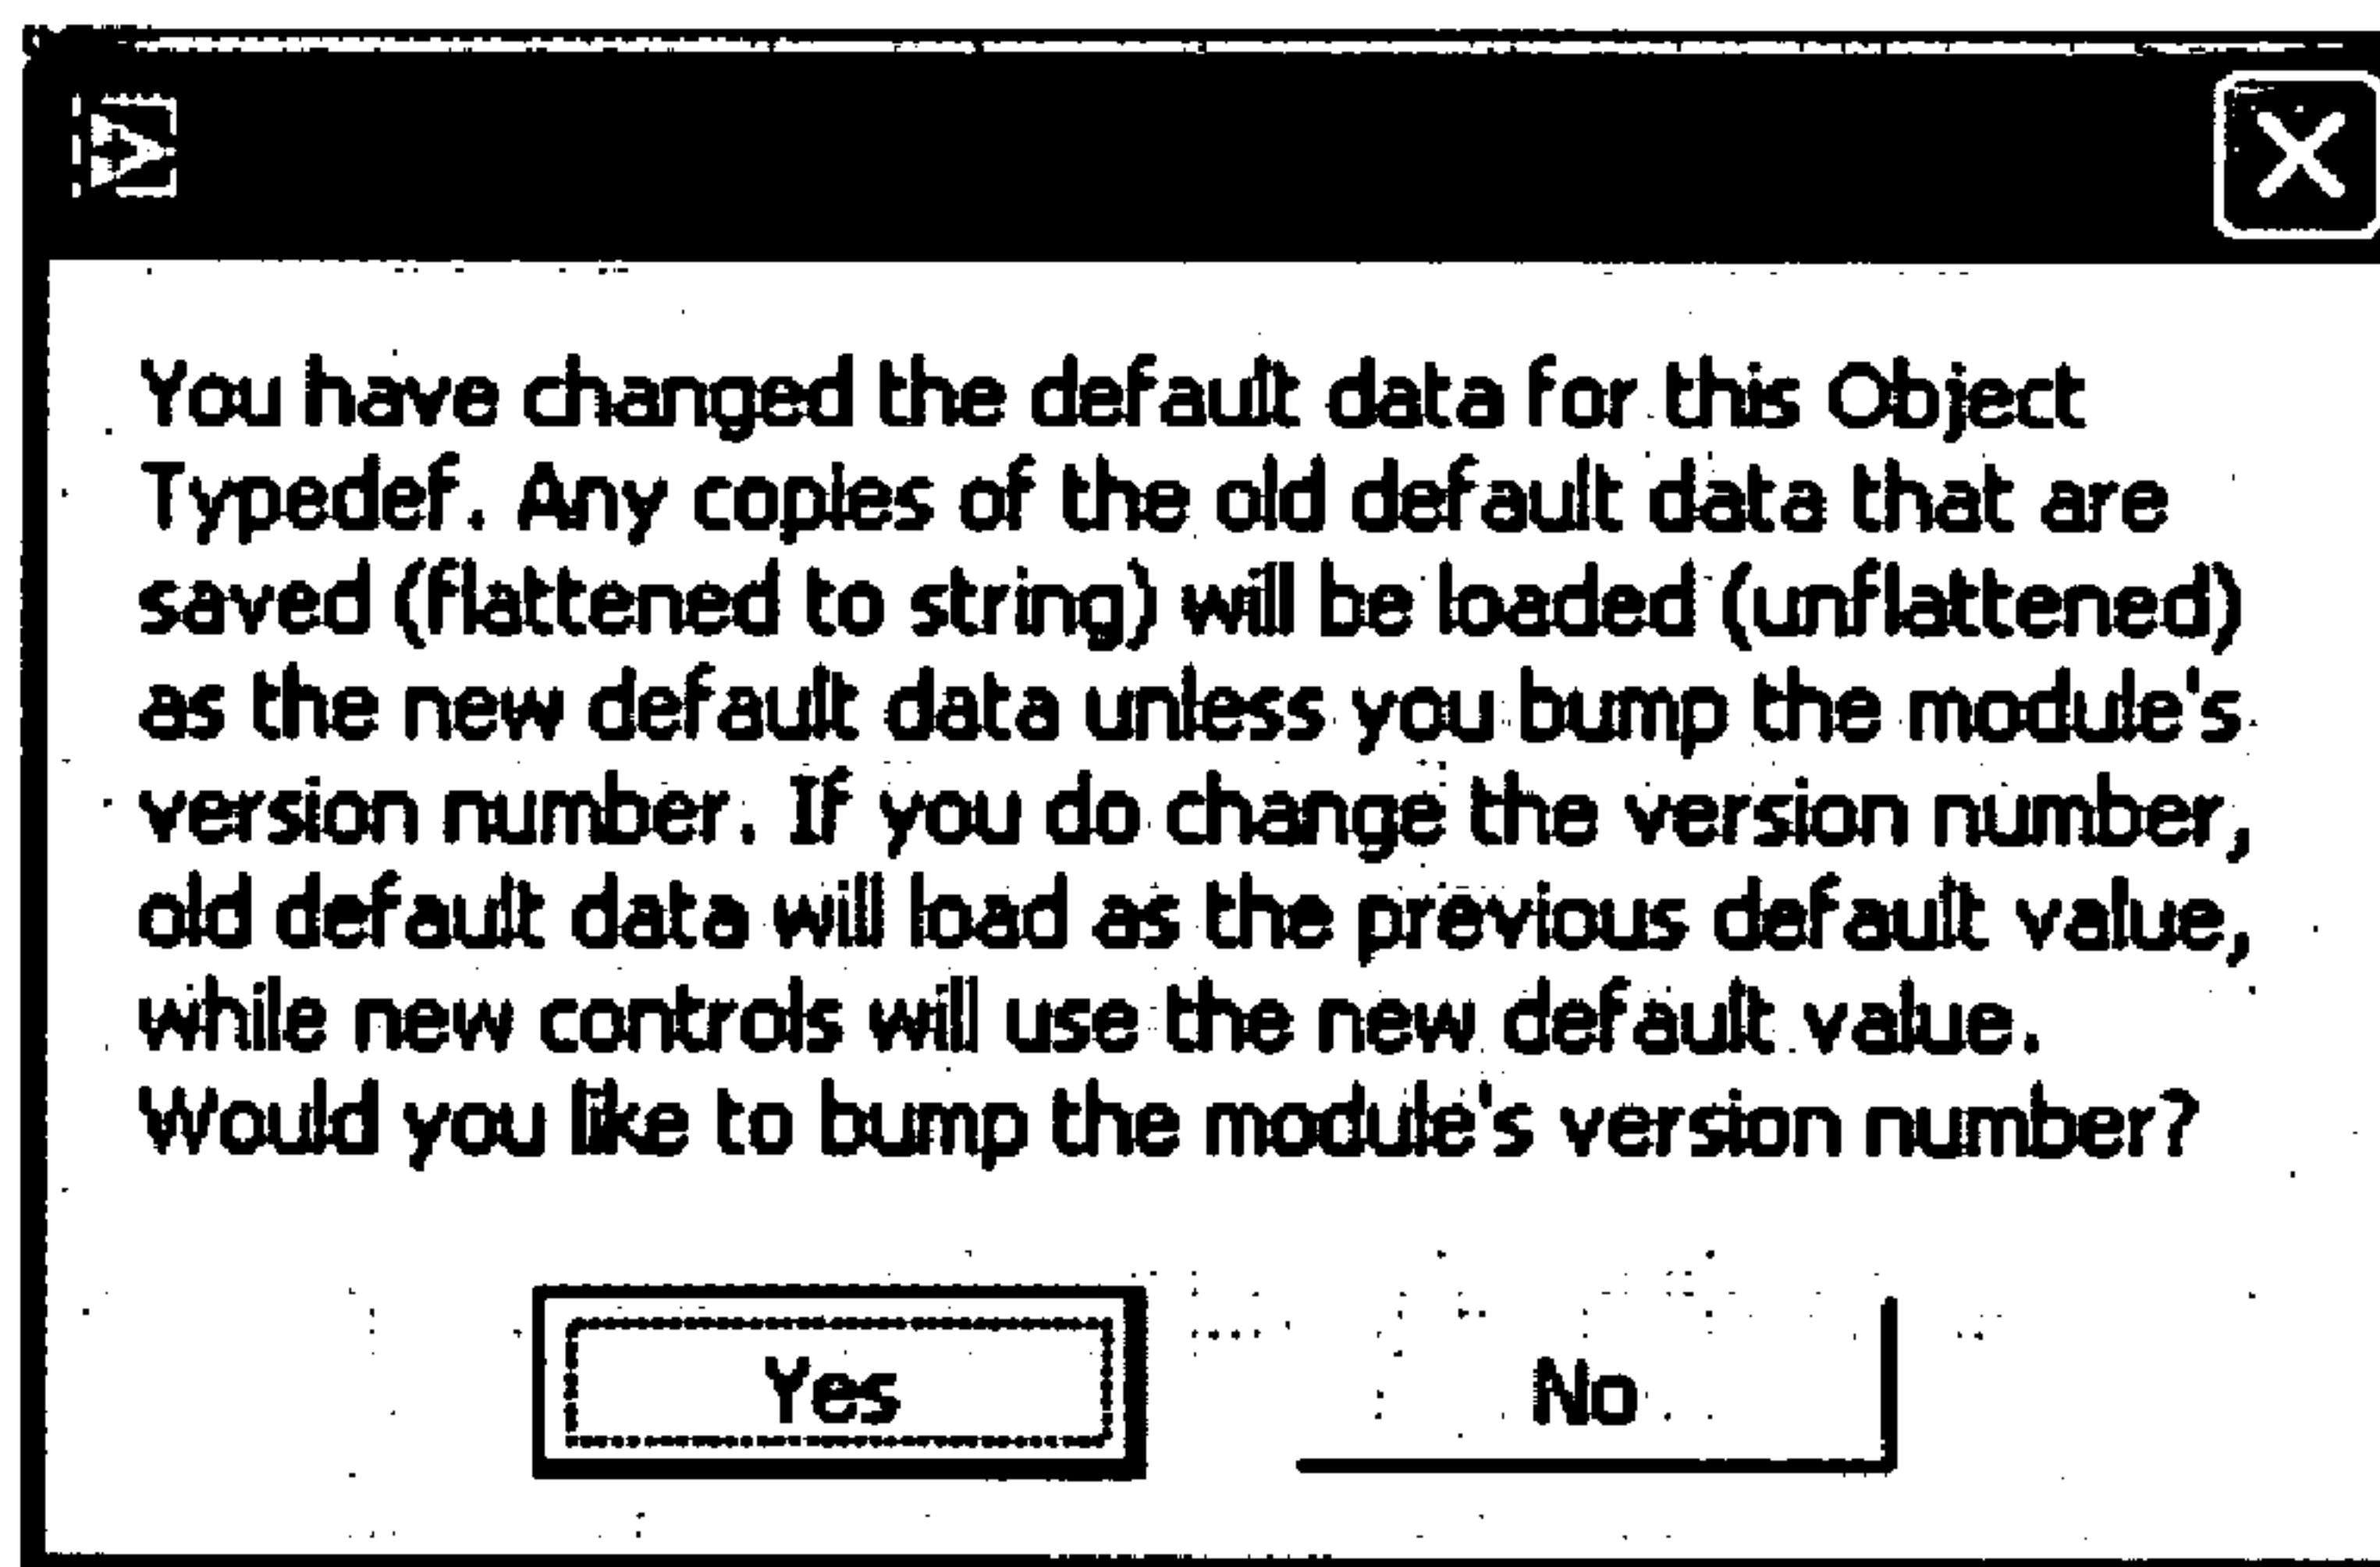 You have changed the default data for this Object
Typedef. Any copies of the old default data that are
saved (flattened to string) will be loaded (unflattened)
as the new default data unless you bump the module's
version number. If you do change the version number,
old default data will load as the previous default value,
while new controls will use the new default value.
Would you like to bump the module's version number?
Yes No